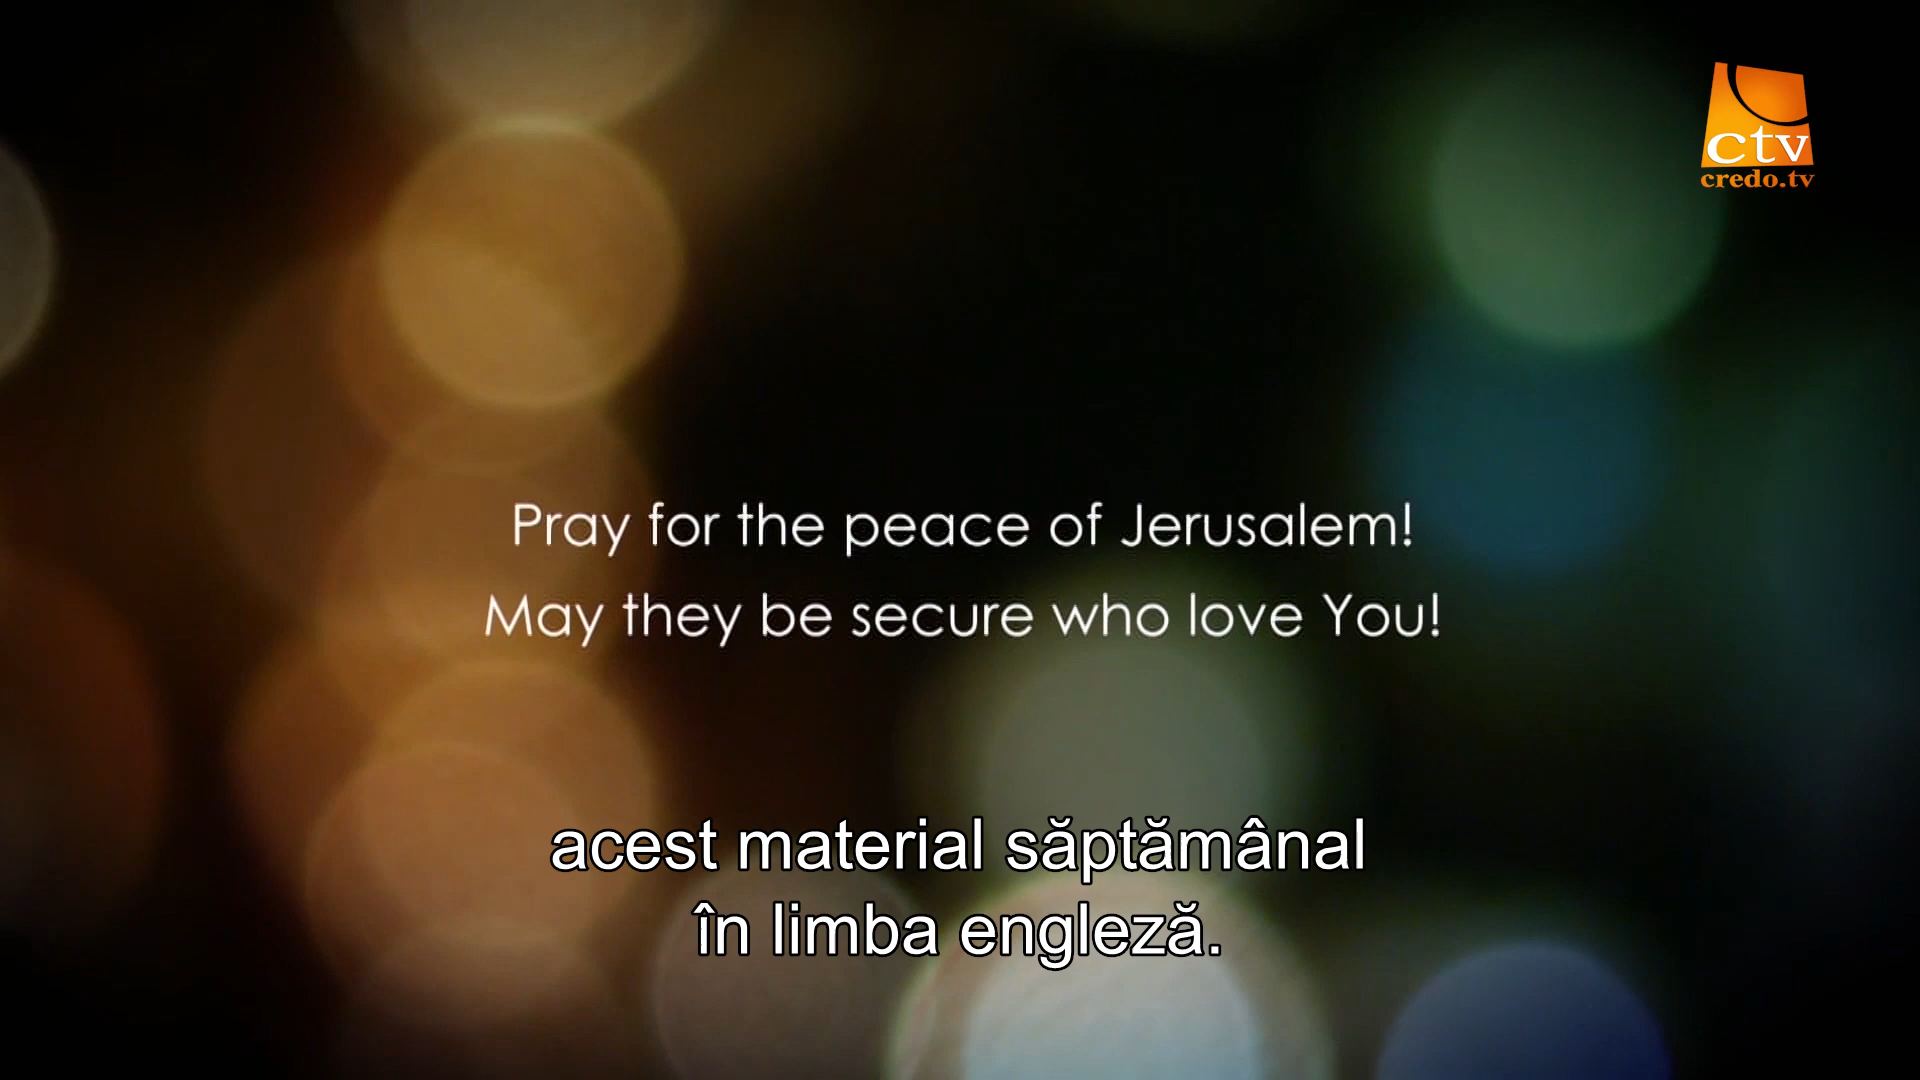 ctv
credo.tv
Pray for the peace of Jerusalem!
May they be secure who love You!
acest material săptămânal
în limba engleză.